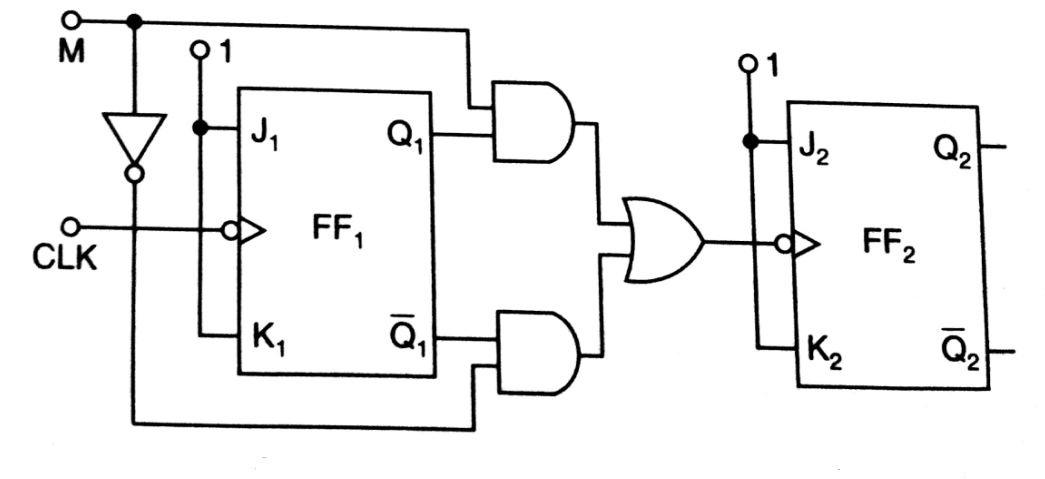 M
1
1
J₁
Q₁
J₂
Q₂
CLK
FF₁
FF₂
K₁
Q̅₁
K₂
Q̅₂